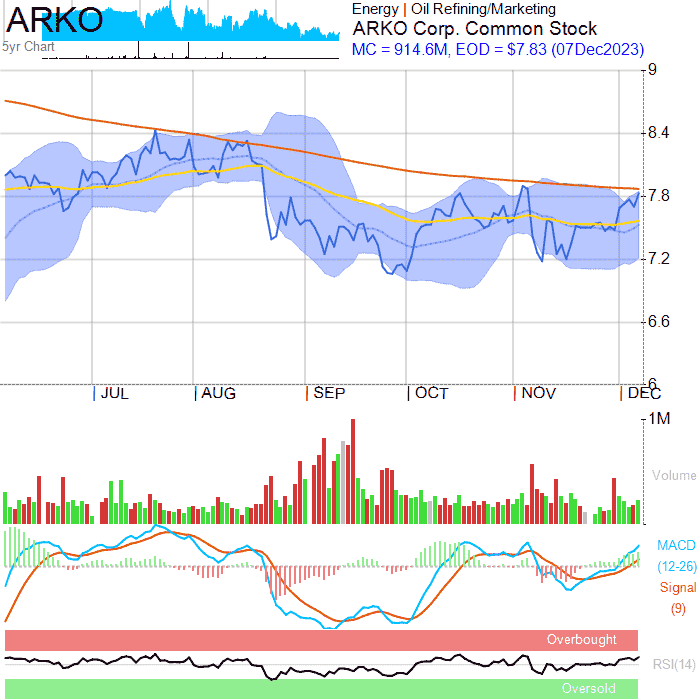 ARKO
5yr Chart
Energy | Oil Refining/Marketing
ARKO Corp. Common Stock
MC = 914.6M, EOD = $7.83 (07Dec2023)
9
8.4
7.8
7.2
6.6
6
JUL AUG SEP OCT NOV DEC
1M
Volume
MACD
(12-26)
Signal
(9)
Overbought
RSI(14)
Oversold